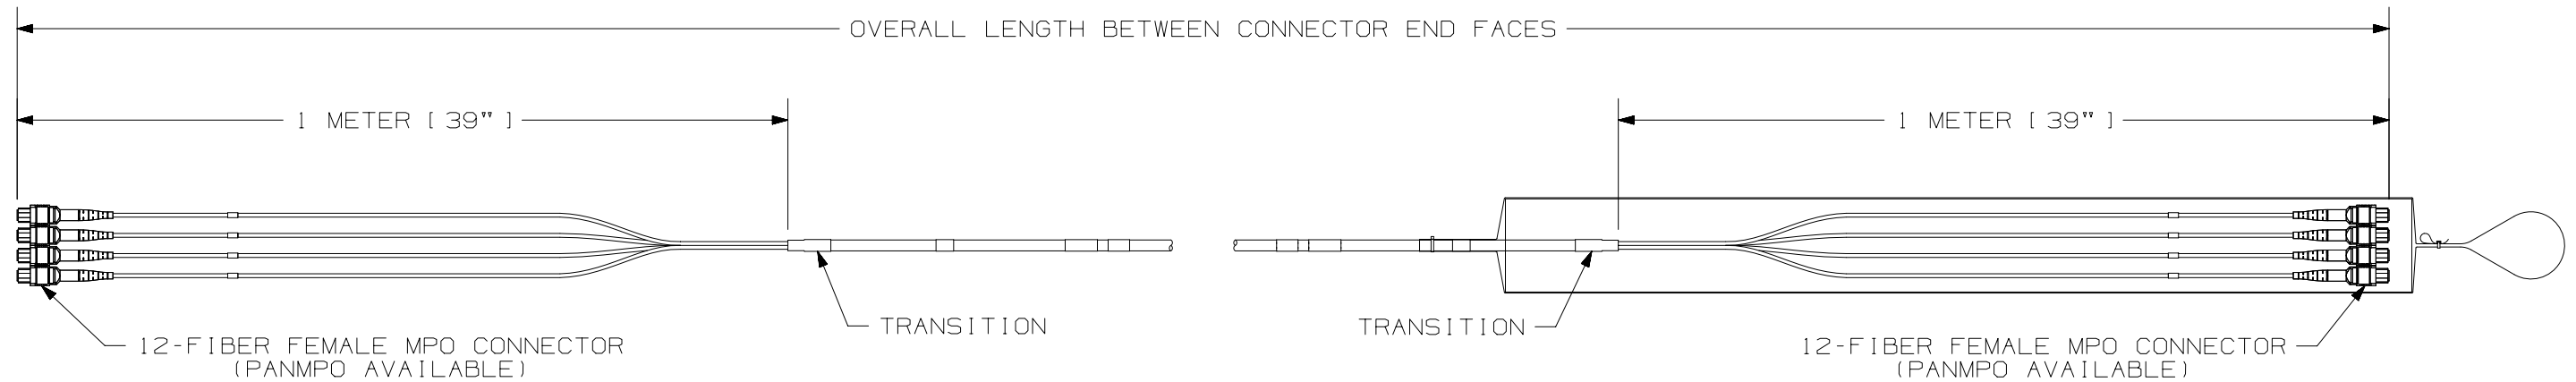 OVERALL LENGTH BETWEEN CONNECTOR END FACES
1 METER [ 39" ]
1 METER [ 39" ]
TRANSITION
TRANSITION
12-FIBER FEMALE MPO CONNECTOR
(PANMPO AVAILABLE)
12-FIBER FEMALE MPO CONNECTOR
(PANMPO AVAILABLE)